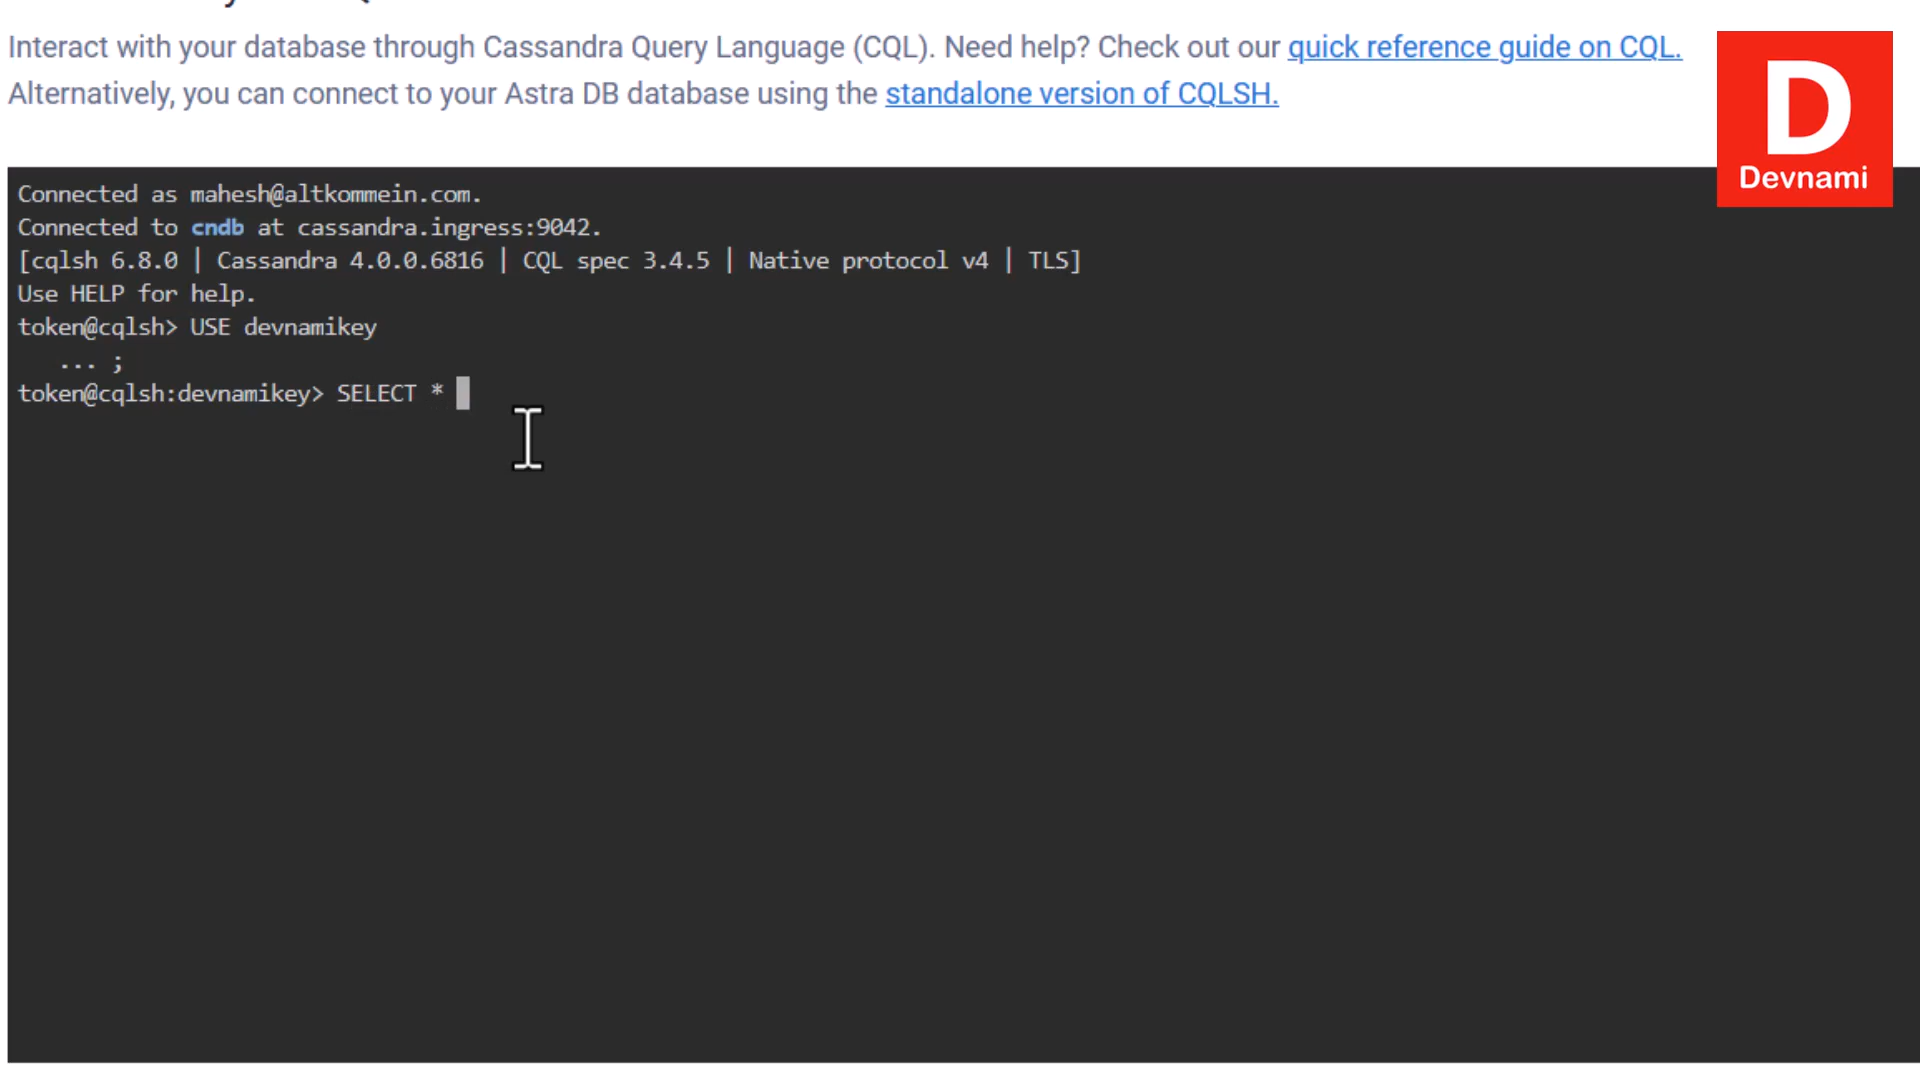 Interact with your database through Cassandra Query Language (CQL). Need help? Check out our quick reference guide on CQL.
Alternatively, you can connect to your Astra DB database using the standalone version of CQLSH.
D
Devnami
Connected as mahesh@altkommein.com.
Connected to cndb at cassandra.ingress:9042.
[cqlsh 6.8.0 | Cassandra 4.0.0.6816 | CQL spec 3.4.5 | Native protocol v4 | TLS]
Use HELP for help.
token@cqlsh> USE devnamikey
... ;
token@cqlsh:devnamikey> SELECT *